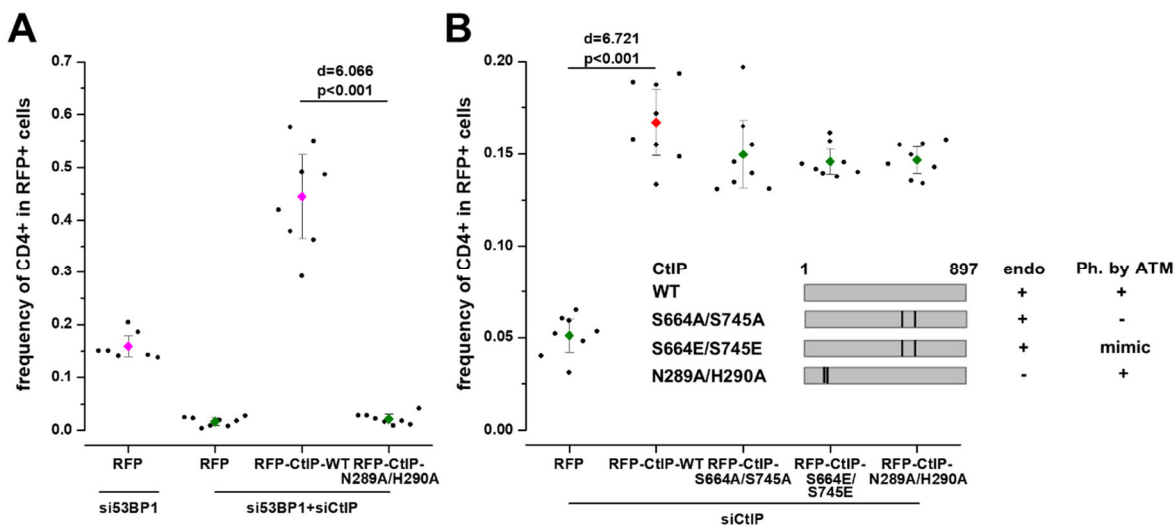 A
frequency of CD4+ in RFP+ cells
0.7
0.6
0.5
0.4
0.3
0.2
0.1
0.0
d=6.066
p<0.001
RFP
RFP
RFP-CtIP-WT
RFP-CtIP-
N289A/H290A
si53BP1
si53BP1+siCtIP
B
frequency of CD4+ in RFP+ cells
0.20
0.15
0.10
0.05
0.00
d=6.721
p<0.001
CtIP 1 897 endo Ph. by ATM
WT + +
S664A/S745A + -
S664E/S745E + mimic
N289A/H290A - +
RFP
RFP-CtIP-WT
RFP-CtIP-
S664A/S745A
RFP-CtIP-
S664E/
S745E
RFP-CtIP-
N289A/H290A
siCtIP